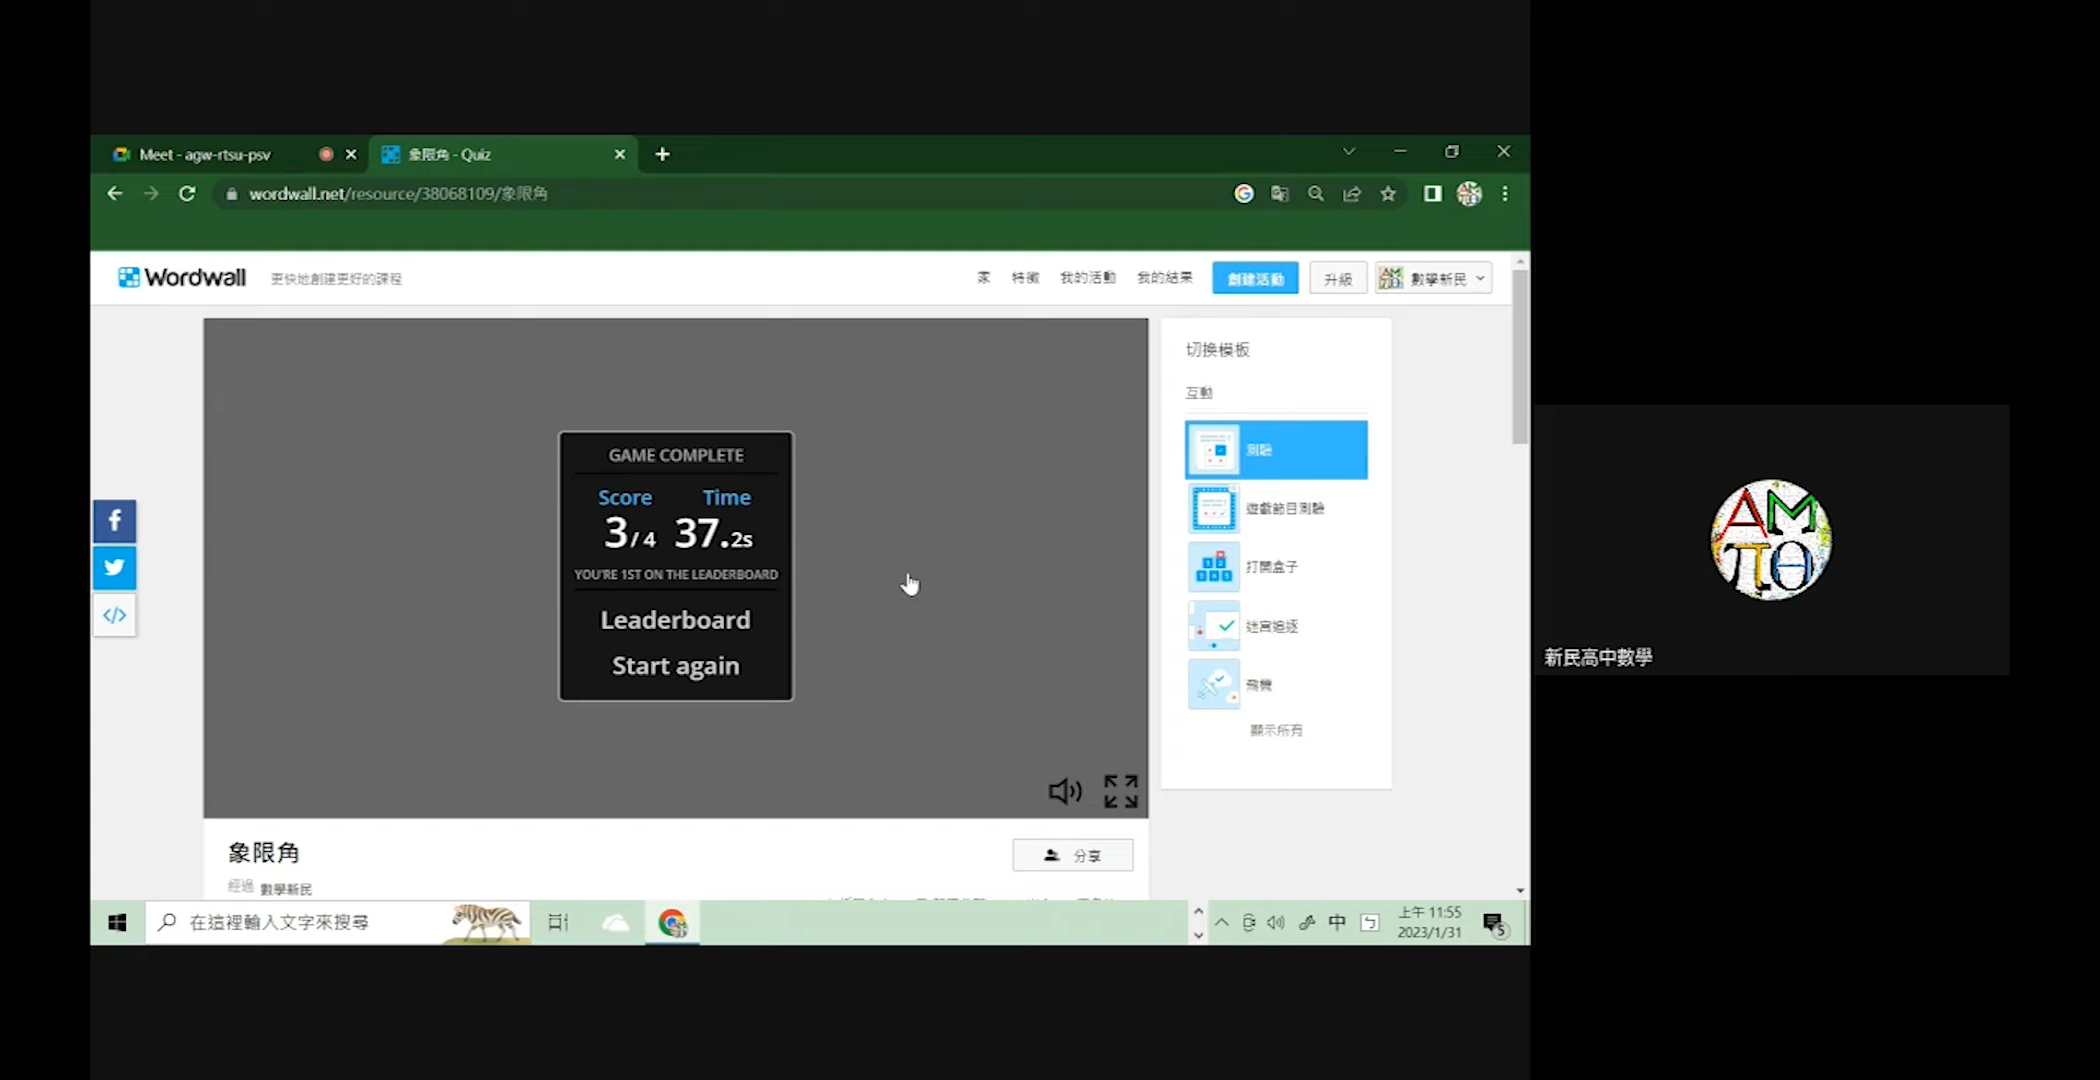 Meet - agw-rtsu-psv
象限角 - Quiz
wordwall.net/resource/38068109/象限角
Wordwall
更快地創建更好的課程
家 特徵 我的活動 我的結果 創建活動 升級 數學新民
切換模板
互動
測驗
遊戲節目測驗
打開盒子
迷宮追逐
飛機
顯示所有
GAME COMPLETE
Score Time
3/4 37.2s
YOU'RE 1ST ON THE LEADERBOARD
Leaderboard
Start again
象限角
分享
經過 數學新民
在這裡輸入文字來搜尋
中
ㄅ
上午 11:55
2023/1/31
5
新民高中數學
AM
πθ